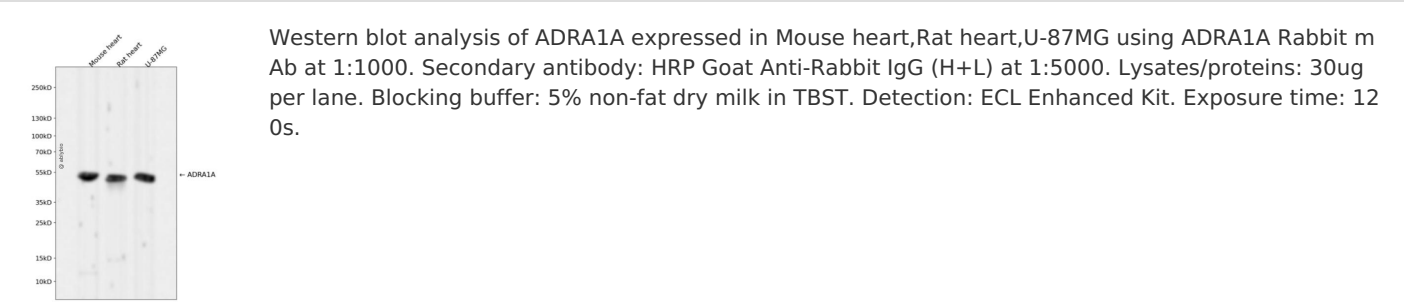 Mouse heart
Rat heart
U-87MG
250kD
130kD
100kD
70kD
55kD
35kD
25kD
15kD
10kD
@ ablybio
← ADRA1A
Western blot analysis of ADRA1A expressed in Mouse heart,Rat heart,U-87MG using ADRA1A Rabbit m
Ab at 1:1000. Secondary antibody: HRP Goat Anti-Rabbit IgG (H+L) at 1:5000. Lysates/proteins: 30ug
per lane. Blocking buffer: 5% non-fat dry milk in TBST. Detection: ECL Enhanced Kit. Exposure time: 12
0s.